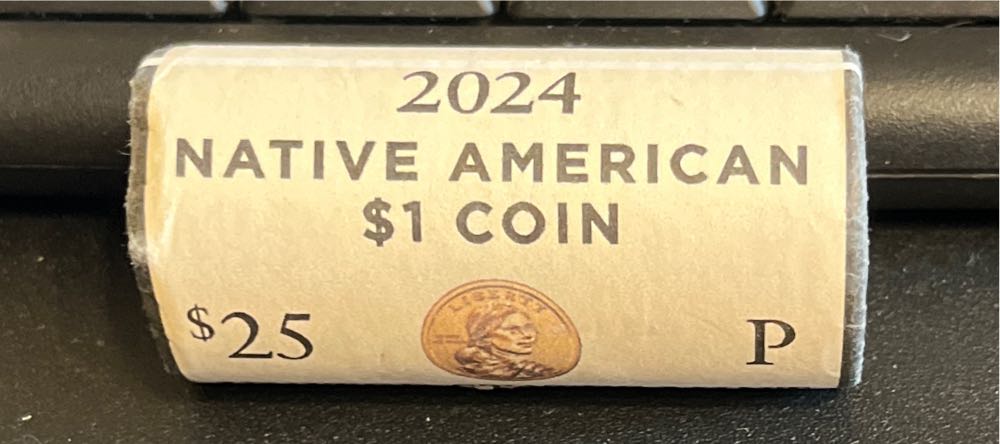 2024
NATIVE AMERICAN
$1 COIN
LIBERTY
$25
P